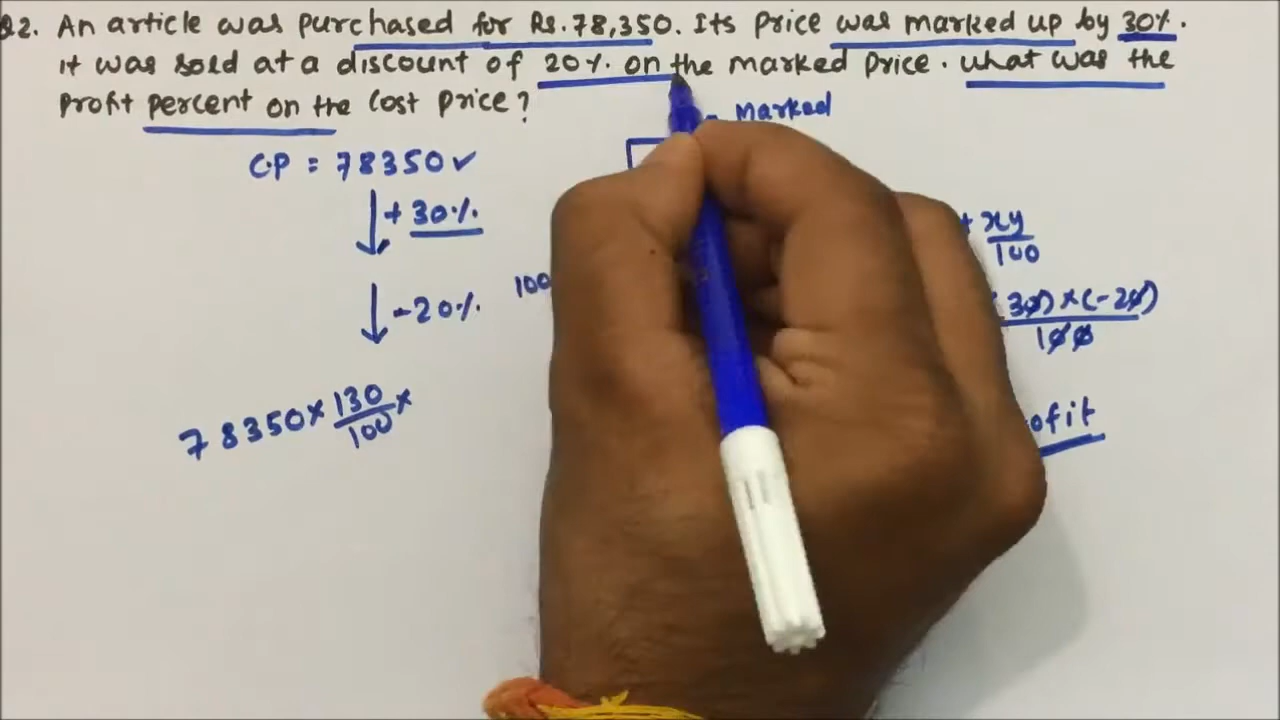 Q2. An article was purchased for Rs.78,350. Its price was marked up by 30%.
it was sold at a discount of 20% on the marked price. what was the
Profit percent on the cost price?
marked
C.P = 78350 ✓
+ 30%
+ xy/100
- 20%
100
(30) × (-20)/100
78350 × 130/100 ×